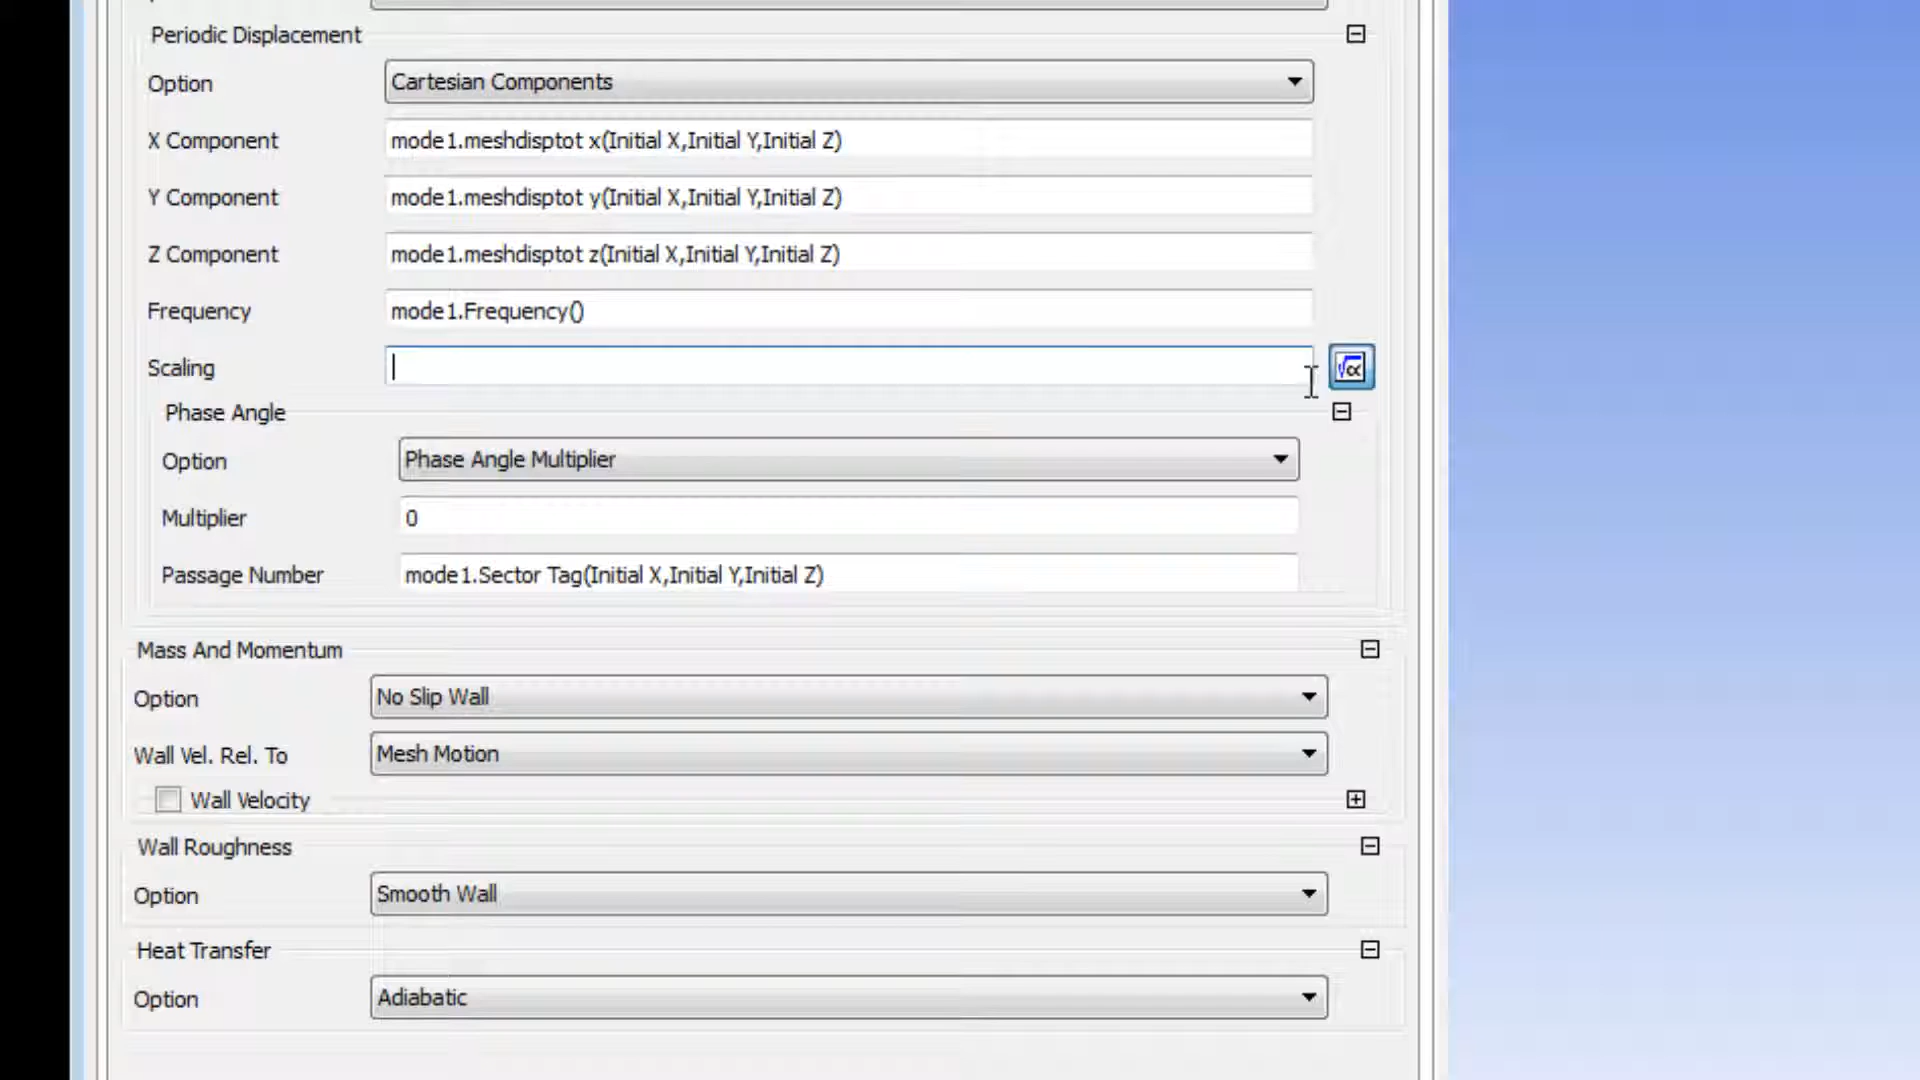 Periodic Displacement
Option Cartesian Components
X Component mode1.meshdisptot x(Initial X,Initial Y,Initial Z)
Y Component mode1.meshdisptot y(Initial X,Initial Y,Initial Z)
Z Component mode1.meshdisptot z(Initial X,Initial Y,Initial Z)
Frequency mode1.Frequency()
Scaling √α
Phase Angle
Option Phase Angle Multiplier
Multiplier 0
Passage Number mode1.Sector Tag(Initial X,Initial Y,Initial Z)
Mass And Momentum
Option No Slip Wall
Wall Vel. Rel. To Mesh Motion
Wall Velocity
Wall Roughness
Option Smooth Wall
Heat Transfer
Option Adiabatic